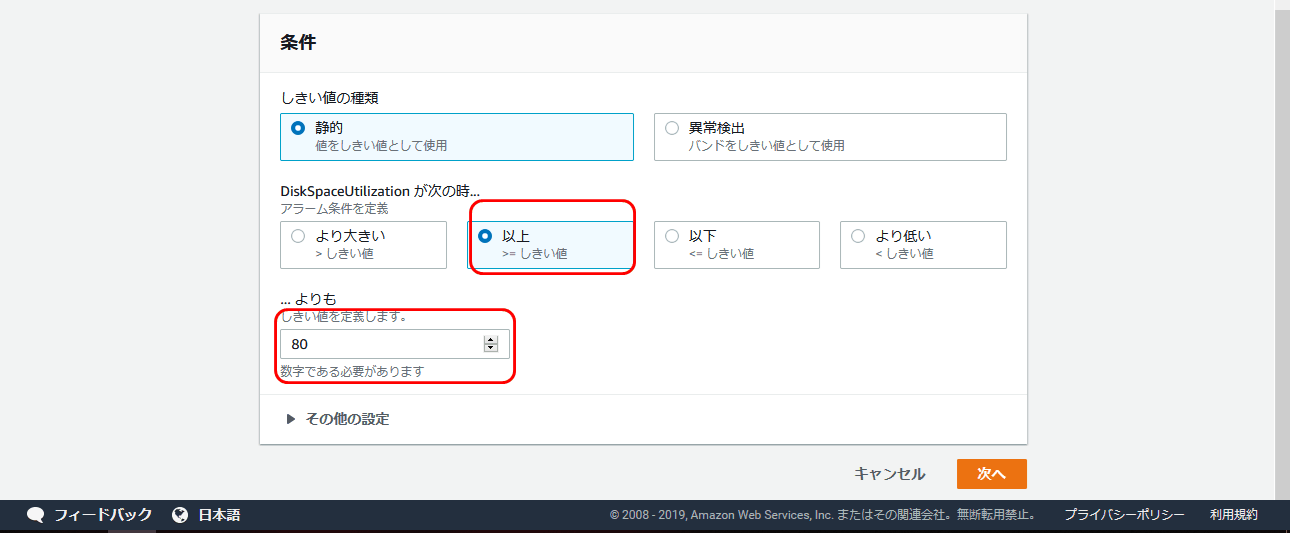 条件
しきい値の種類
静的
値をしきい値として使用
異常検出
バンドをしきい値として使用
DiskSpaceUtilization が次の時...
アラーム条件を定義
より大きい
> しきい値
以上
>= しきい値
以下
<= しきい値
より低い
< しきい値
... よりも
しきい値を定義します。
80
数字である必要があります
その他の設定
キャンセル
次へ
フィードバック
日本語
© 2008 - 2019, Amazon Web Services, Inc. またはその関連会社。無断転用禁止。
プライバシーポリシー
利用規約